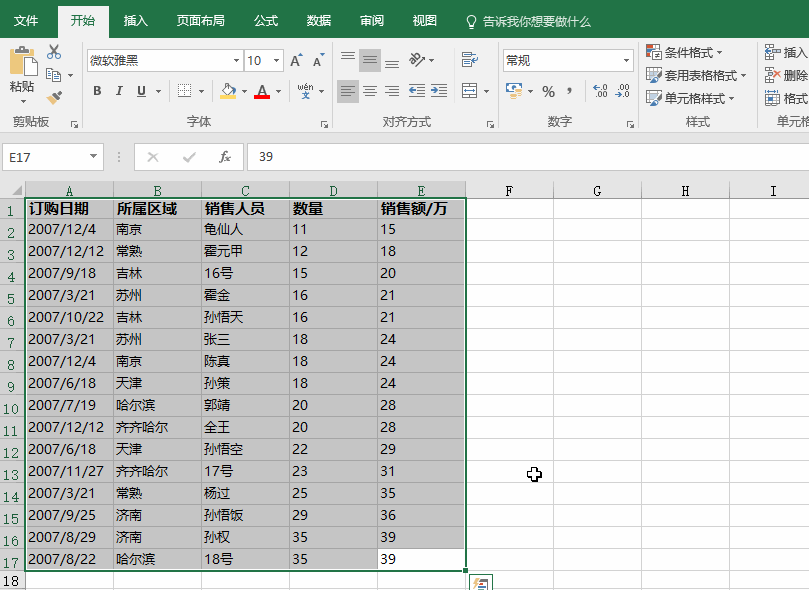 文件 开始 插入 页面布局 公式 数据 审阅 视图 告诉我你想要做什么
粘贴
剪贴板
微软雅黑 10 A A
B I U A wén 文
字体
对齐方式
常规
% , .00 .00
数字
条件格式
套用表格格式
单元格样式
样式
插入
删除
格式
单元格
E17 fx 39
A B C D E F G H I
1 订购日期 所属区域 销售人员 数量 销售额/万
2 2007/12/4 南京 龟仙人 11 15
3 2007/12/12 常熟 霍元甲 12 18
4 2007/9/18 吉林 16号 15 20
5 2007/3/21 苏州 霍金 16 21
6 2007/10/22 吉林 孙悟天 16 21
7 2007/3/21 苏州 张三 18 24
8 2007/12/4 南京 陈真 18 24
9 2007/6/18 天津 孙策 18 24
10 2007/7/19 哈尔滨 郭靖 20 28
11 2007/12/12 齐齐哈尔 全王 20 28
12 2007/6/18 天津 孙悟空 22 29
13 2007/11/27 齐齐哈尔 17号 23 31
14 2007/3/21 常熟 杨过 25 35
15 2007/9/25 济南 孙悟饭 29 36
16 2007/8/29 济南 孙权 35 39
17 2007/8/22 哈尔滨 18号 35 39
18